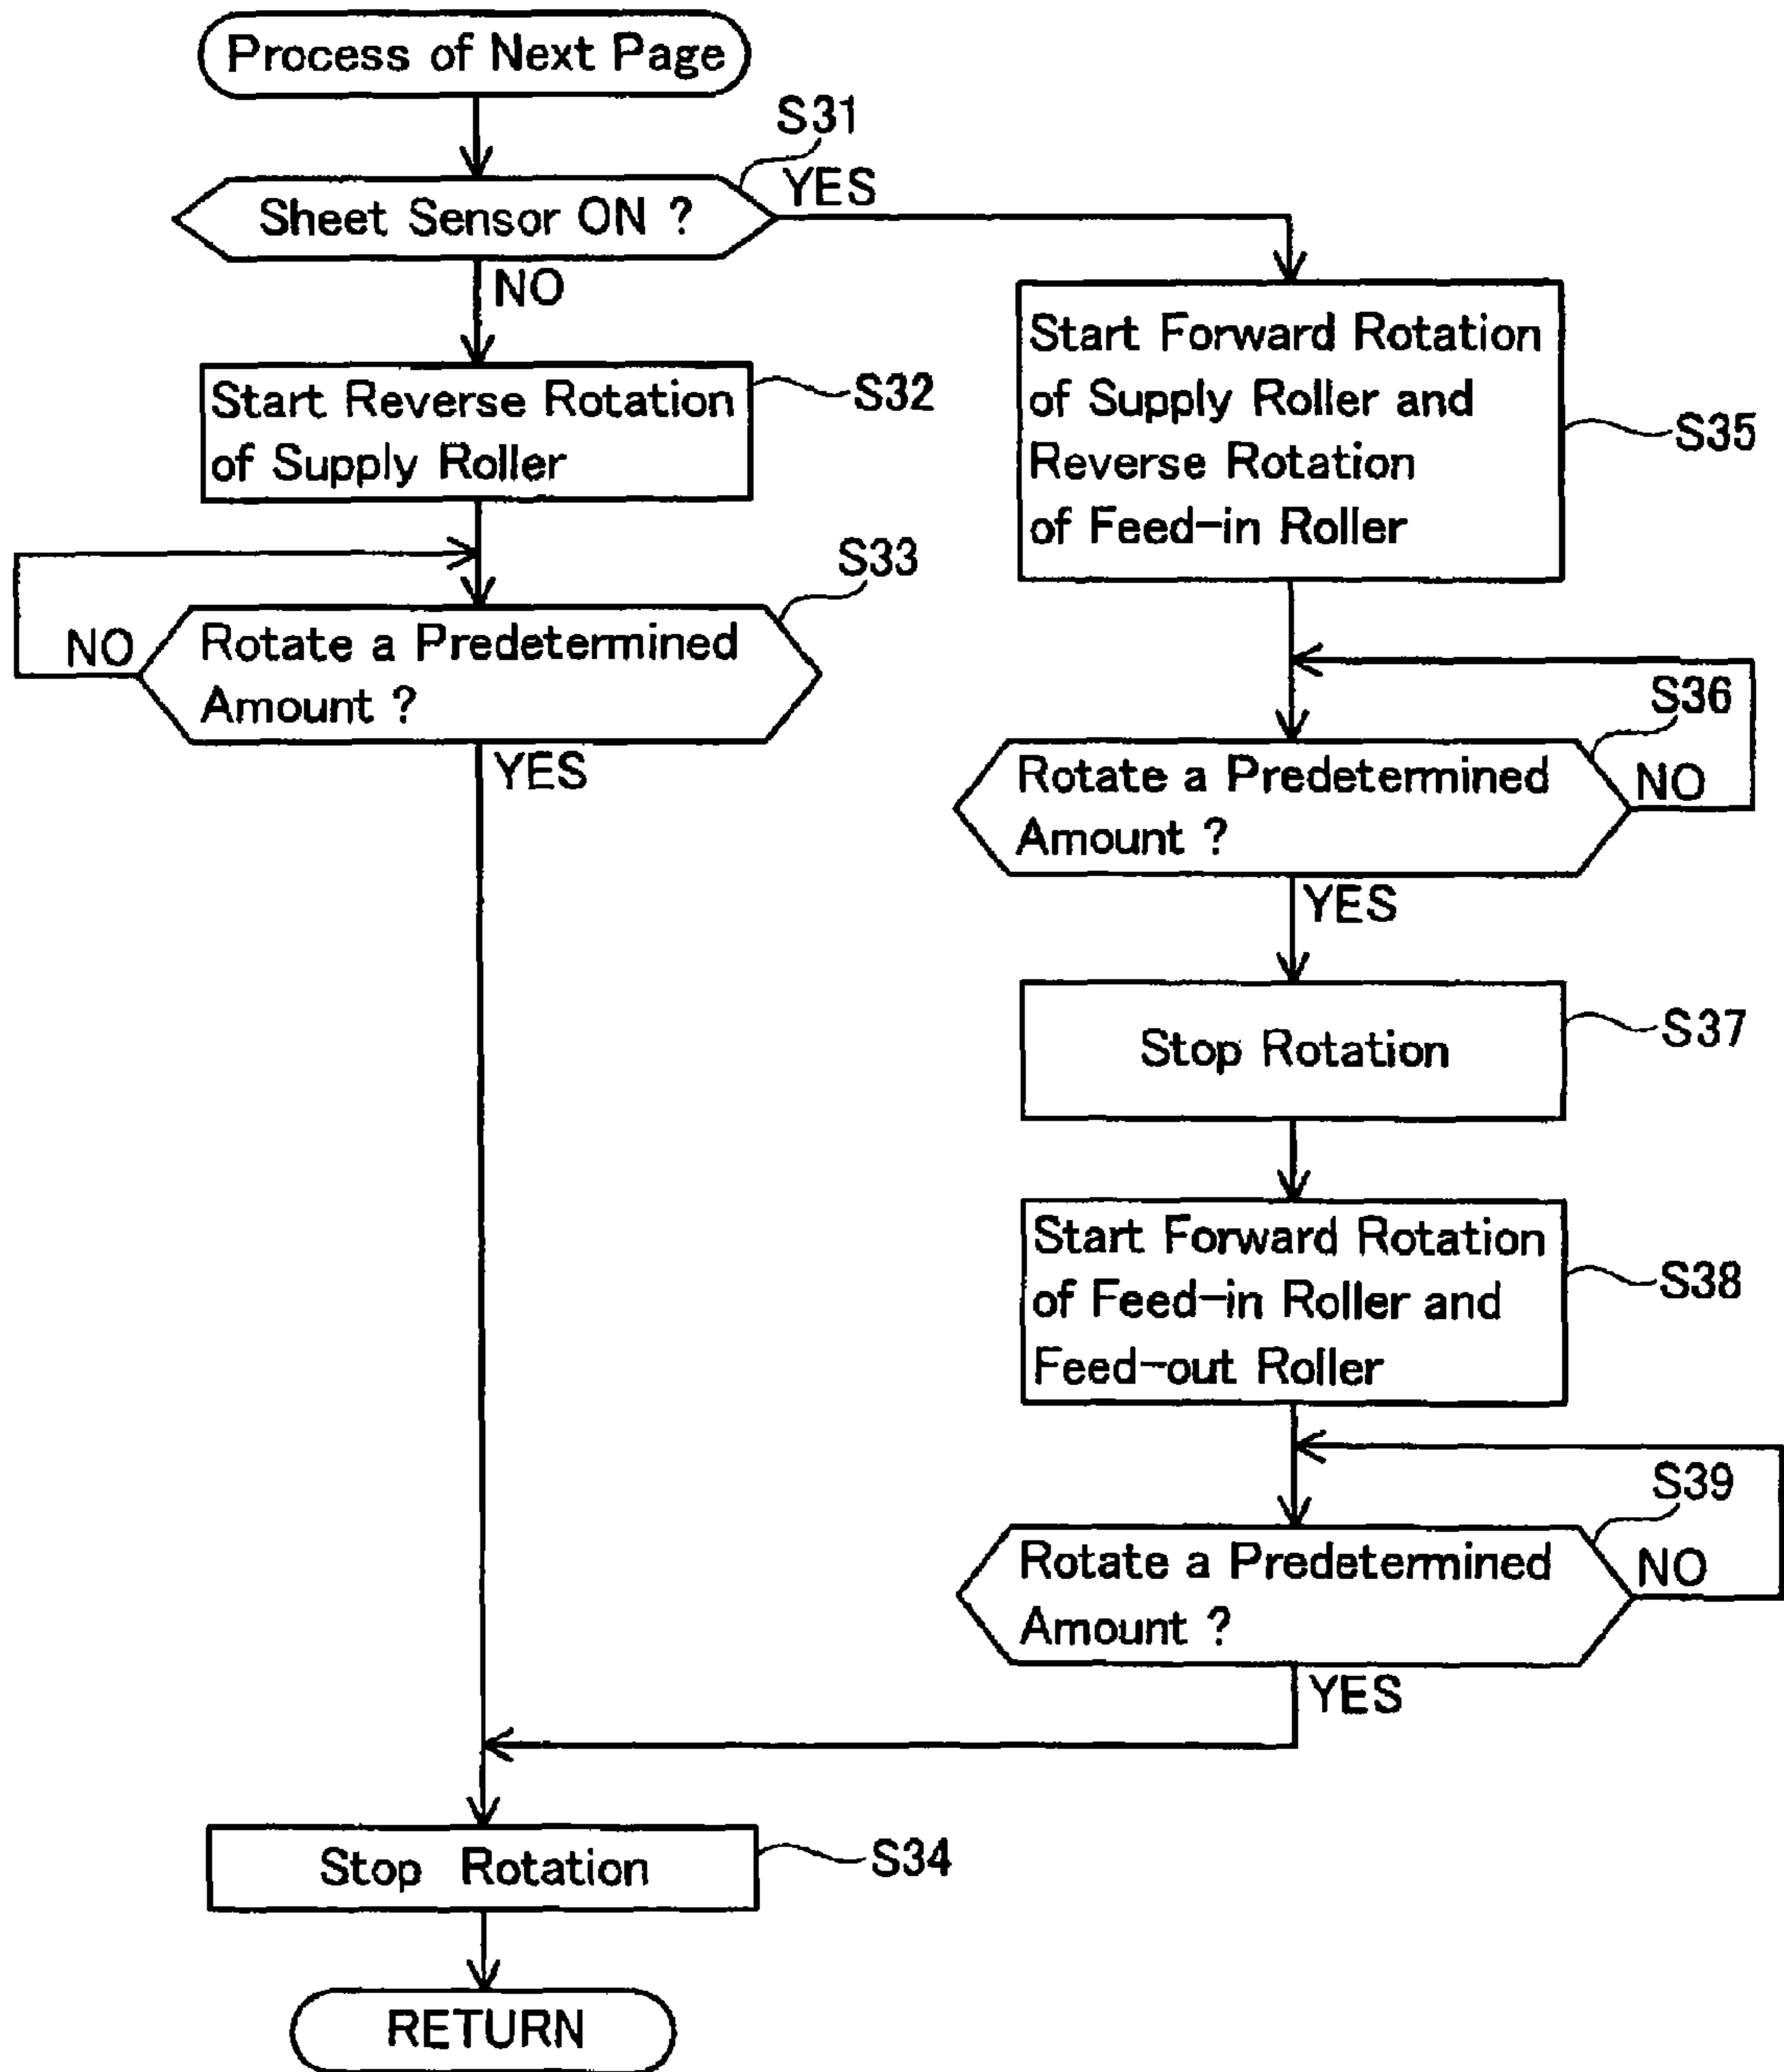 Process of Next Page
S31
Sheet Sensor ON ?
YES
NO
Start Reverse Rotation
of Supply Roller
S32
S33
NO
Rotate a Predetermined
Amount ?
YES
Start Forward Rotation
of Supply Roller and
Reverse Rotation
of Feed-in Roller
S35
S36
Rotate a Predetermined
Amount ?
NO
YES
Stop Rotation
S37
Start Forward Rotation
of Feed-in Roller and
Feed-out Roller
S38
S39
Rotate a Predetermined
Amount ?
NO
YES
Stop Rotation
S34
RETURN